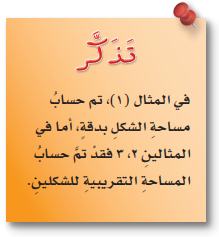 تَذَكَّر
في المثال (١)، تم حسابُ
مساحةِ الشكلِ بدقةٍ، أما في
المثالينِ ٢، ٣ فقدْ تمَّ حسابُ
المساحةِ التقريبيةِ للشكلينِ.